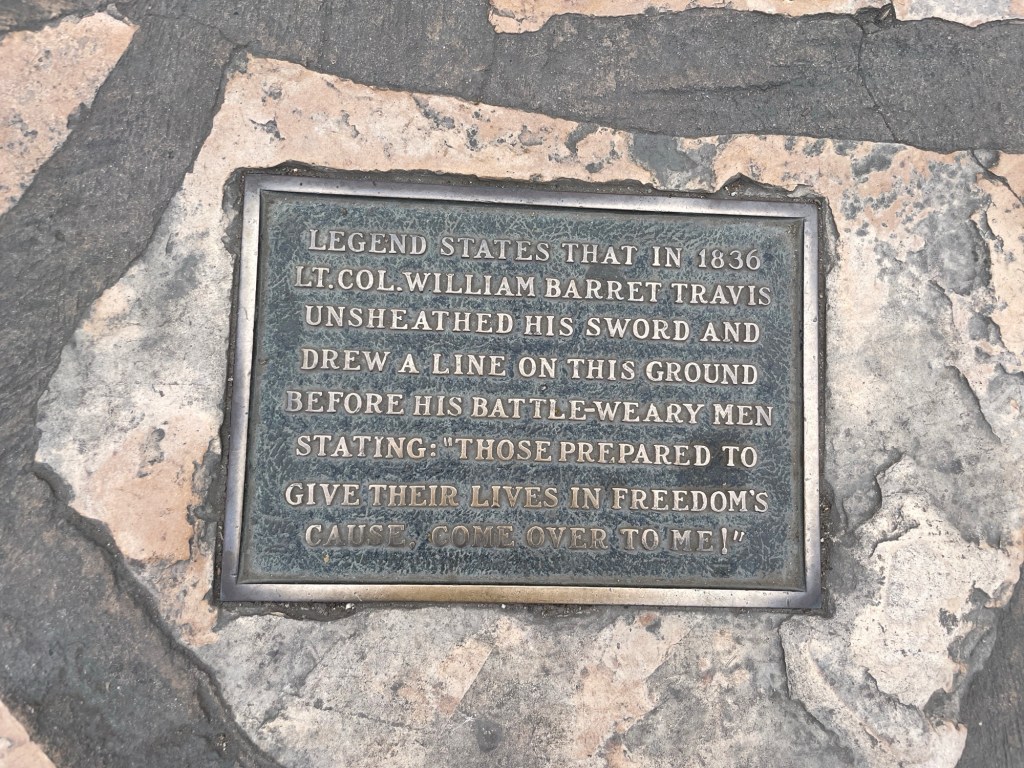 LEGEND STATES THAT IN 1836
LT. COL. WILLIAM BARRET TRAVIS
UNSHEATHED HIS SWORD AND
DREW A LINE ON THIS GROUND
BEFORE HIS BATTLE-WEARY MEN
STATING: "THOSE PREPARED TO
GIVE THEIR LIVES IN FREEDOM'S
CAUSE, COME OVER TO ME!"